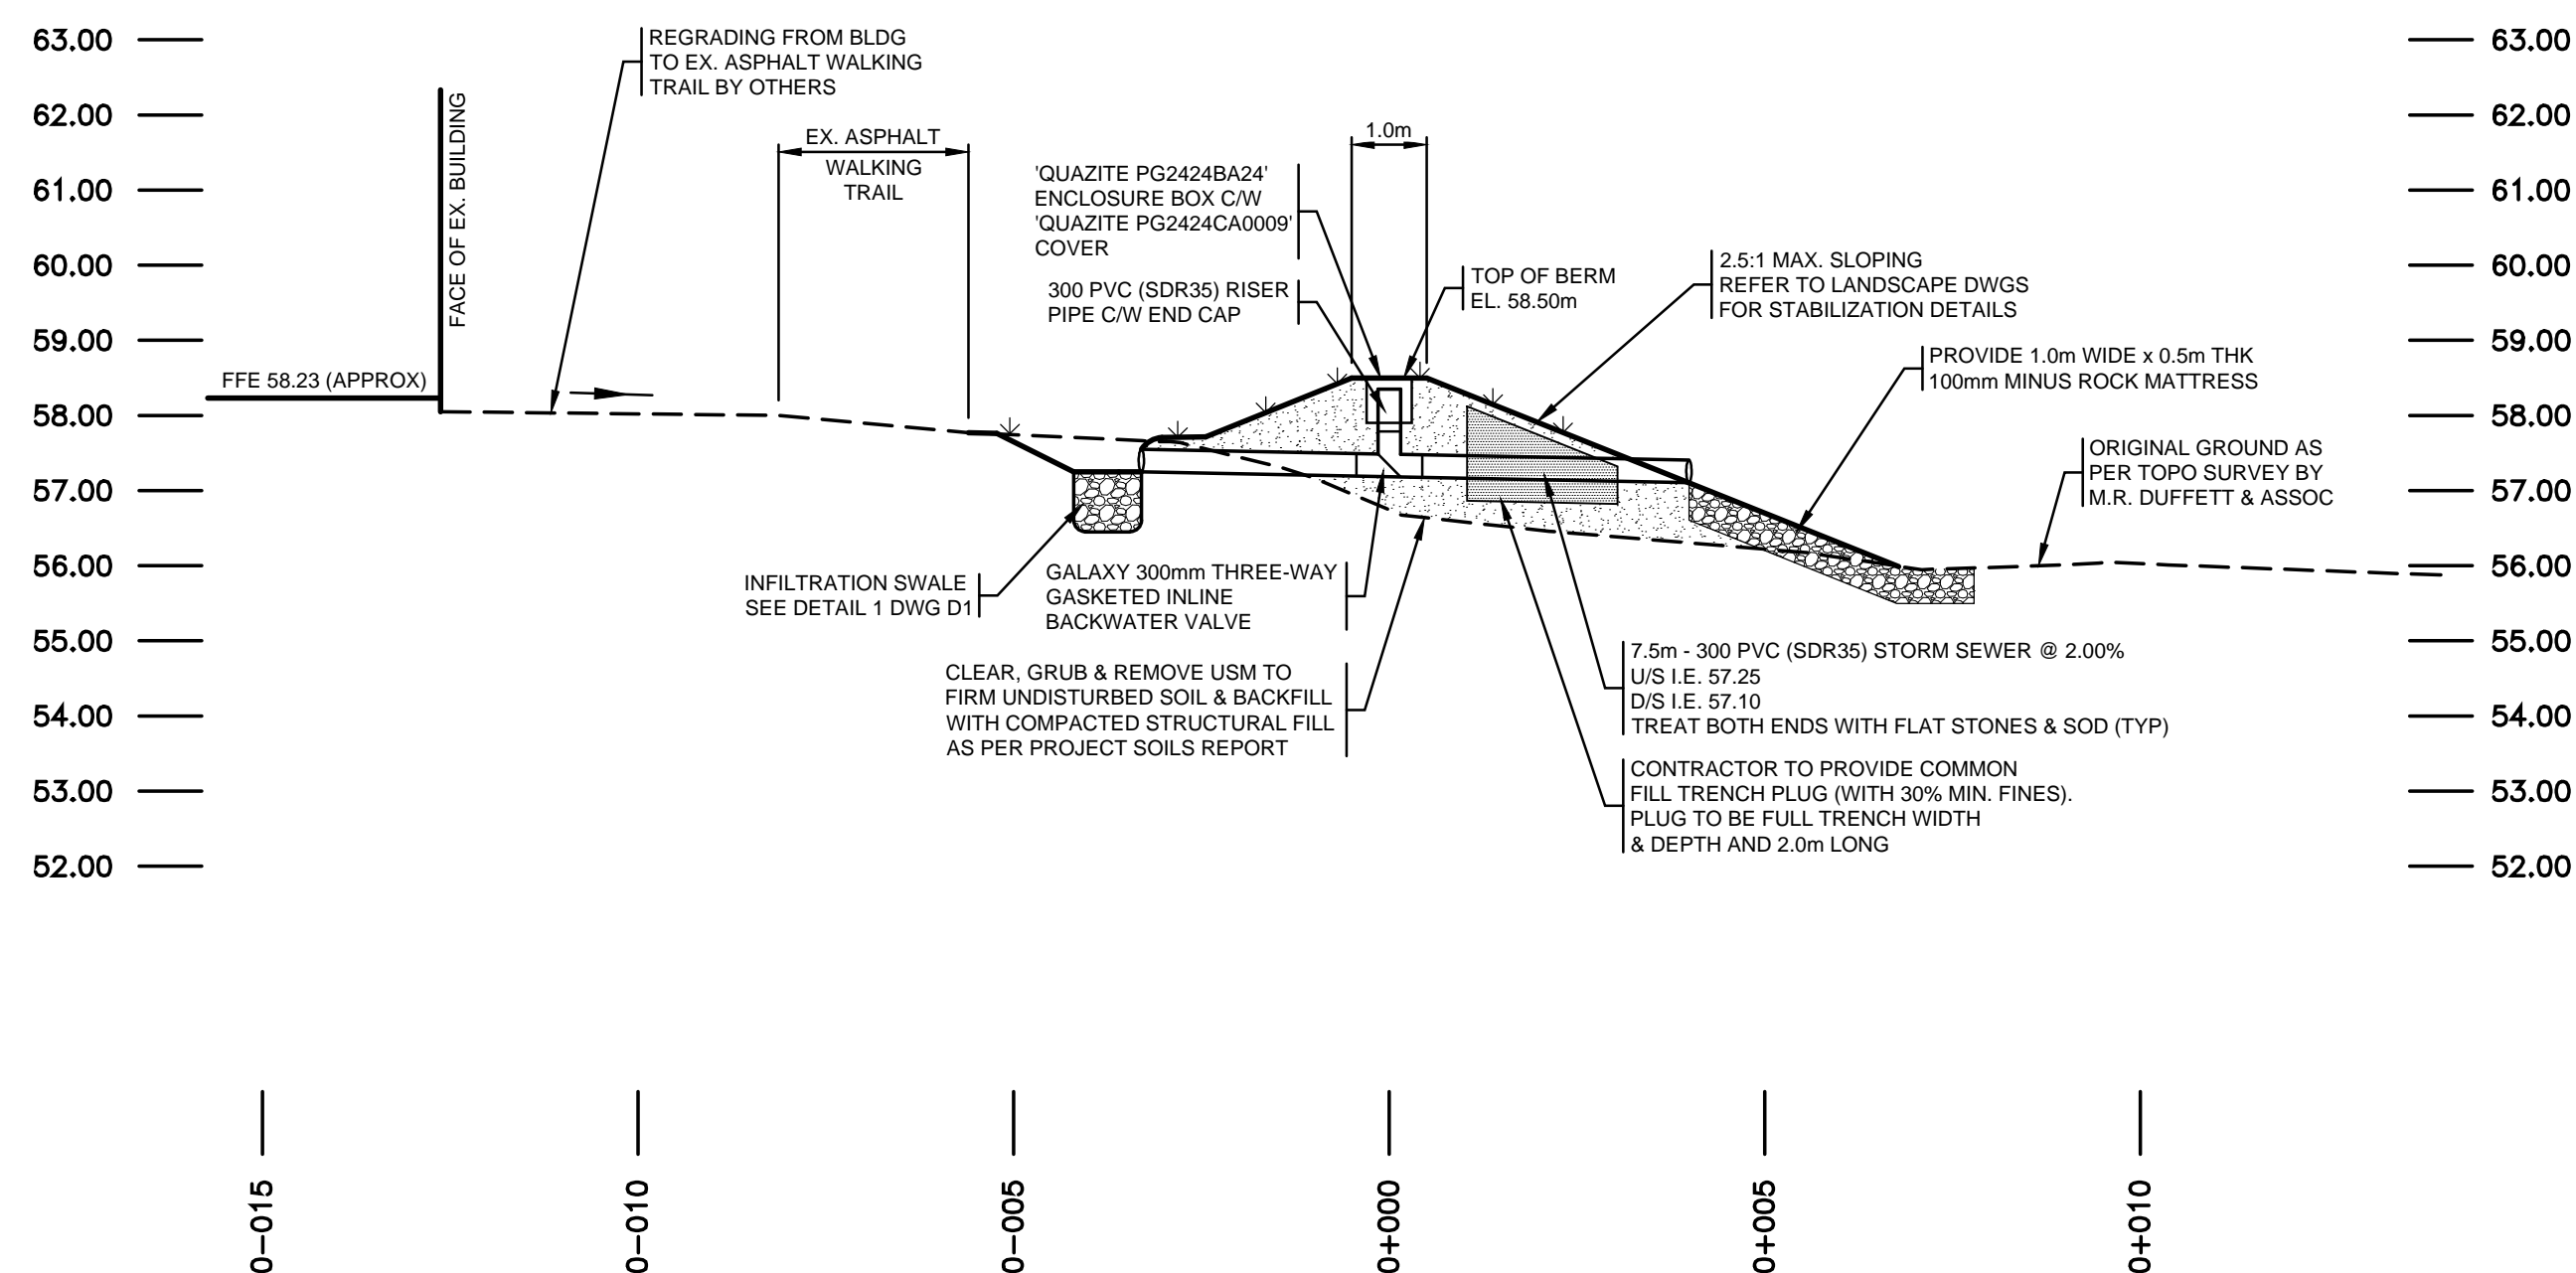 63.00
62.00
61.00
60.00
59.00
58.00
57.00
56.00
55.00
54.00
53.00
52.00
FFE 58.23 (APPROX)
FACE OF EX. BUILDING
REGRADING FROM BLDG
TO EX. ASPHALT WALKING
TRAIL BY OTHERS
EX. ASPHALT
WALKING
TRAIL
'QUAZITE PG2424BA24'
ENCLOSURE BOX C/W
'QUAZITE PG2424CA0009'
COVER
300 PVC (SDR35) RISER
PIPE C/W END CAP
1.0m
TOP OF BERM
EL. 58.50m
2.5:1 MAX. SLOPING
REFER TO LANDSCAPE DWGS
FOR STABILIZATION DETAILS
PROVIDE 1.0m WIDE x 0.5m THK
100mm MINUS ROCK MATTRESS
ORIGINAL GROUND AS
PER TOPO SURVEY BY
M.R. DUFFETT & ASSOC
INFILTRATION SWALE
SEE DETAIL 1 DWG D1
GALAXY 300mm THREE-WAY
GASKETED INLINE
BACKWATER VALVE
CLEAR, GRUB & REMOVE USM TO
FIRM UNDISTURBED SOIL & BACKFILL
WITH COMPACTED STRUCTURAL FILL
AS PER PROJECT SOILS REPORT
7.5m - 300 PVC (SDR35) STORM SEWER @ 2.00%
U/S I.E. 57.25
D/S I.E. 57.10
TREAT BOTH ENDS WITH FLAT STONES & SOD (TYP)
CONTRACTOR TO PROVIDE COMMON
FILL TRENCH PLUG (WITH 30% MIN. FINES).
PLUG TO BE FULL TRENCH WIDTH
& DEPTH AND 2.0m LONG
63.00
62.00
61.00
60.00
59.00
58.00
57.00
56.00
55.00
54.00
53.00
52.00
0-015
0-010
0-005
0+000
0+005
0+010